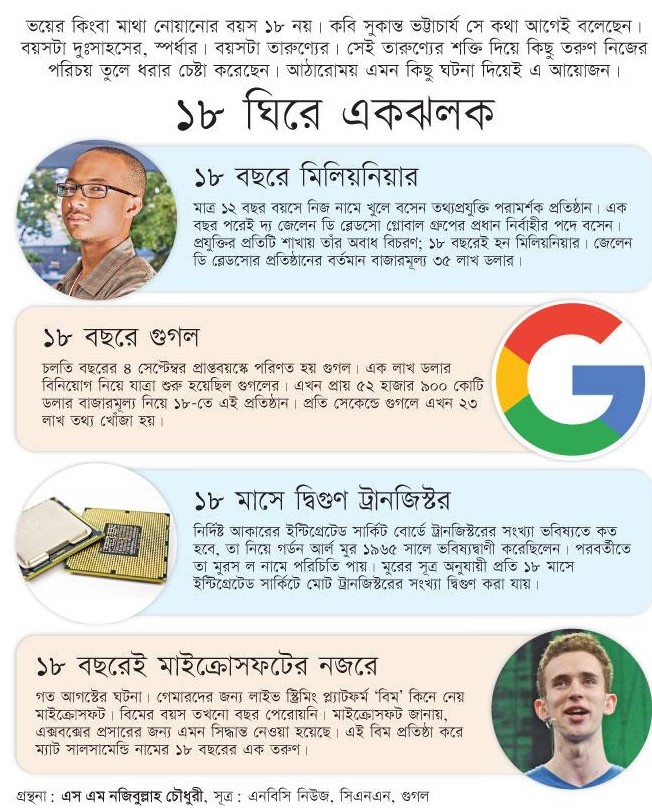 ভয়ের কিংবা মাথা নোয়ানোর বয়স ১৮ নয়। কবি সুকান্ত ভট্টাচার্য সে কথা আগেই বলেছেন।
বয়সটা দুঃসাহসের, স্পর্ধার। বয়সটা তারুণ্যের। সেই তারুণ্যের শক্তি দিয়ে কিছু তরুণ নিজের
পরিচয় তুলে ধরার চেষ্টা করেছেন। আঠারোময় এমন কিছু ঘটনা দিয়েই এ আয়োজন।
১৮ ঘিরে একঝলক
১৮ বছরে মিলিয়নিয়ার
মাত্র ১২ বছর বয়সে নিজ নামে খুলে বসেন তথ্যপ্রযুক্তি পরামর্শক প্রতিষ্ঠান। এক
বছর পরেই দ্য জেলেন ডি ব্লেডসো গ্লোবাল গ্রুপের প্রধান নির্বাহীর পদে বসেন।
প্রযুক্তির প্রতিটি শাখায় তাঁর অবাধ বিচরণ; ১৮ বছরেই হন মিলিয়নিয়ার। জেলেন
ডি ব্লেডসোর প্রতিষ্ঠানের বর্তমান বাজারমূল্য ৩৫ লাখ ডলার।
১৮ বছরে গুগল
চলতি বছরের ৪ সেপ্টেম্বর প্রাপ্তবয়স্কে পরিণত হয় গুগল। এক লাখ ডলার
বিনিয়োগ নিয়ে যাত্রা শুরু হয়েছিল গুগলের। এখন প্রায় ৫২ হাজার ৯০০ কোটি
ডলার বাজারমূল্য নিয়ে ১৮-তে এই প্রতিষ্ঠান। প্রতি সেকেন্ডে গুগলে এখন ২৩
লাখ তথ্য খোঁজা হয়।
১৮ মাসে দ্বিগুণ ট্রানজিস্টর
নির্দিষ্ট আকারের ইন্টিগ্রেটেড সার্কিট বোর্ডে ট্রানজিস্টরের সংখ্যা ভবিষ্যতে কত
হবে, তা নিয়ে গর্ডন আর্ল মুর ১৯৬৫ সালে ভবিষ্যদ্বাণী করেছিলেন। পরবর্তীতে
তা মুরস ল নামে পরিচিতি পায়। মুরের সূত্র অনুযায়ী প্রতি ১৮ মাসে
ইন্টিগ্রেটেড সার্কিটে মোট ট্রানজিস্টরের সংখ্যা দ্বিগুণ করা যায়।
১৮ বছরেই মাইক্রোসফটের নজরে
গত আগস্টের ঘটনা। গেমারদের জন্য লাইভ স্ট্রিমিং প্ল্যাটফর্ম ‘বিম’ কিনে নেয়
মাইক্রোসফট। বিমের বয়স তখনো বছর পেরোয়নি। মাইক্রোসফট জানায়,
এক্সবক্সের প্রসারের জন্য এমন সিদ্ধান্ত নেওয়া হয়েছে। এই বিম প্রতিষ্ঠা করে
ম্যাট সালসামেন্ডি নামের ১৮ বছরের এক তরুণ।
গ্রন্থনা : এস এম নজিবুল্লাহ চৌধুরী, সূত্র : এনবিসি নিউজ, সিএনএন, গুগল